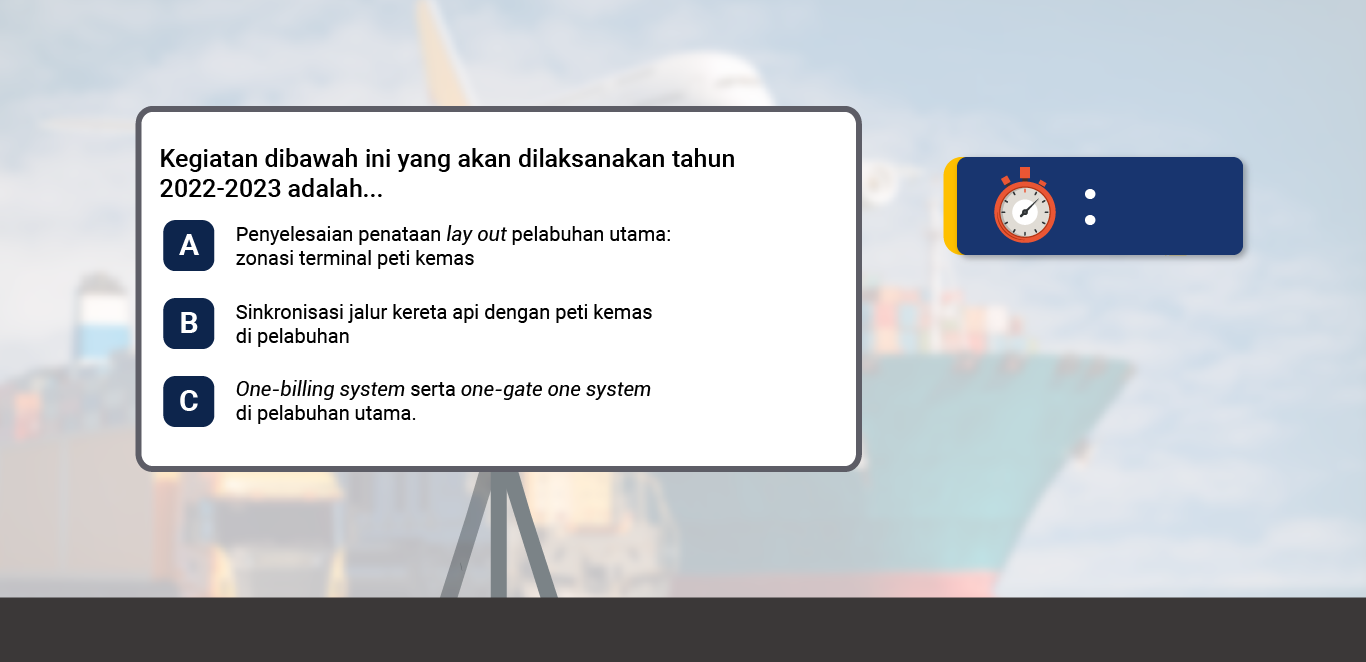 Kegiatan dibawah ini yang akan dilaksanakan tahun
2022-2023 adalah...
A
Penyelesaian penataan lay out pelabuhan utama:
zonasi terminal peti kemas
B
Sinkronisasi jalur kereta api dengan peti kemas
di pelabuhan
C
One-billing system serta one-gate one system
di pelabuhan utama.
: